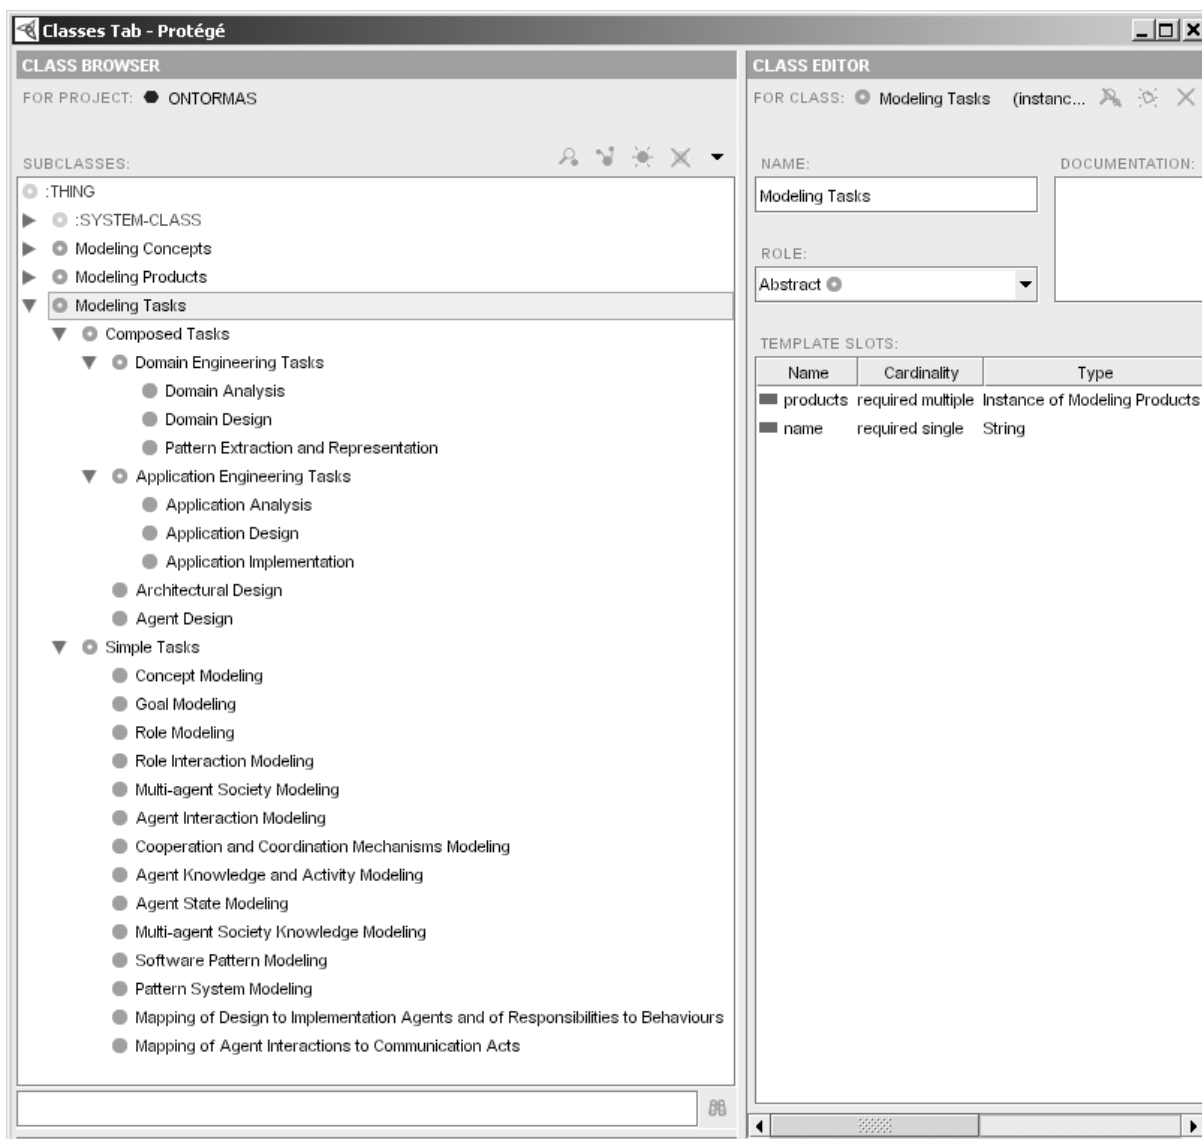 Classes Tab - Protégé
CLASS BROWSER
FOR PROJECT: ONTORMAS
SUBCLASSES:
:THING
:SYSTEM-CLASS
Modeling Concepts
Modeling Products
Modeling Tasks
Composed Tasks
Domain Engineering Tasks
Domain Analysis
Domain Design
Pattern Extraction and Representation
Application Engineering Tasks
Application Analysis
Application Design
Application Implementation
Architectural Design
Agent Design
Simple Tasks
Concept Modeling
Goal Modeling
Role Modeling
Role Interaction Modeling
Multi-agent Society Modeling
Agent Interaction Modeling
Cooperation and Coordination Mechanisms Modeling
Agent Knowledge and Activity Modeling
Agent State Modeling
Multi-agent Society Knowledge Modeling
Software Pattern Modeling
Pattern System Modeling
Mapping of Design to Implementation Agents and of Responsibilities to Behaviours
Mapping of Agent Interactions to Communication Acts
CLASS EDITOR
FOR CLASS: Modeling Tasks (instanc...
NAME: DOCUMENTATION:
Modeling Tasks
ROLE:
Abstract
TEMPLATE SLOTS:
Name Cardinality Type
products required multiple Instance of Modeling Products
name required single String